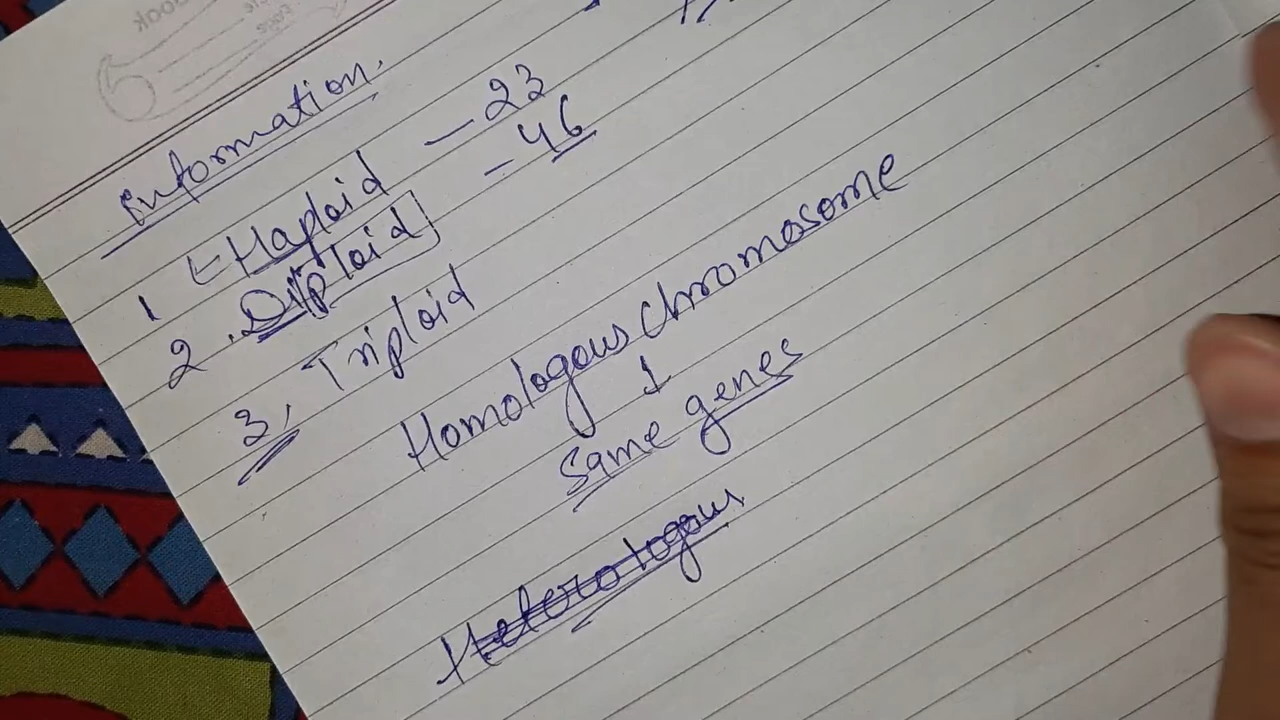 Information.
1 Haploid - 23
2. Diploid] - 46
3, Triploid
Homologous chromosome
↓
Same genes
Heterologous